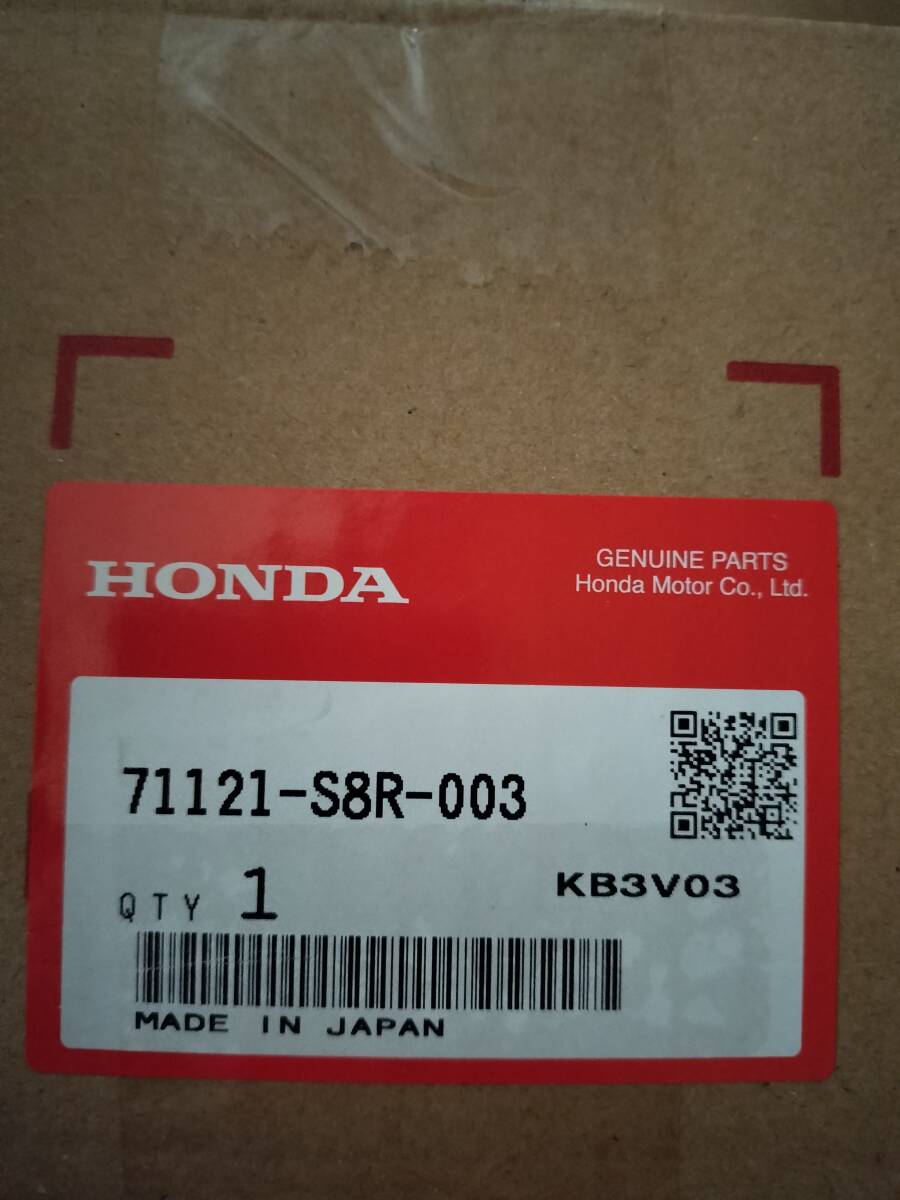 HONDA
GENUINE PARTS
Honda Motor Co., Ltd.
71121-S8R-003
QTY 1
KB3V03
MADE IN JAPAN